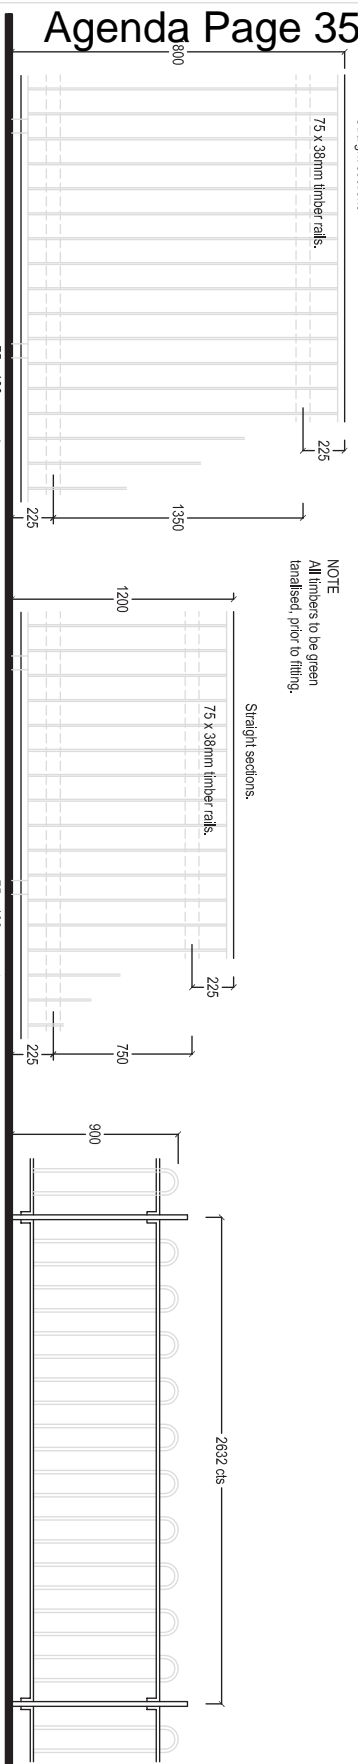 Agenda Page 35
800
75 x 38mm timber rails.
225
1350
225
NOTE
All timbers to be green
tanalised, prior to fitting.
1200
Straight sections.
75 x 38mm timber rails.
225
750
225
900
2632 cts